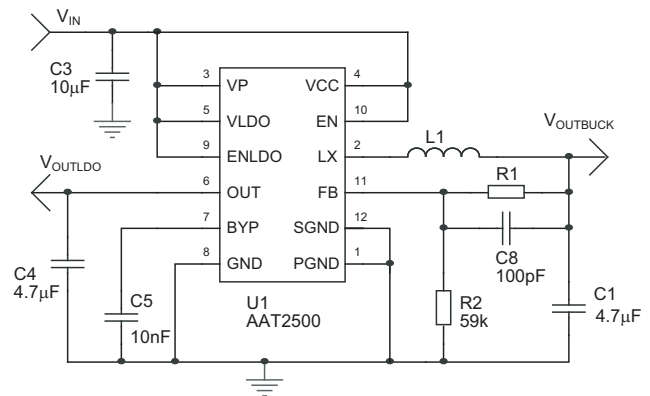 VIN
C3
10μF
3 VP VCC 4
5 VLDO EN 10
9 ENLDO LX 2
6 OUT FB 11
7 BYP SGND 12
8 GND PGND 1
U1
AAT2500
L1
VOUTBUCK
VOUTLDO
R1
C8
100pF
C4
4.7μF
C5
10nF
R2
59k
C1
4.7μF